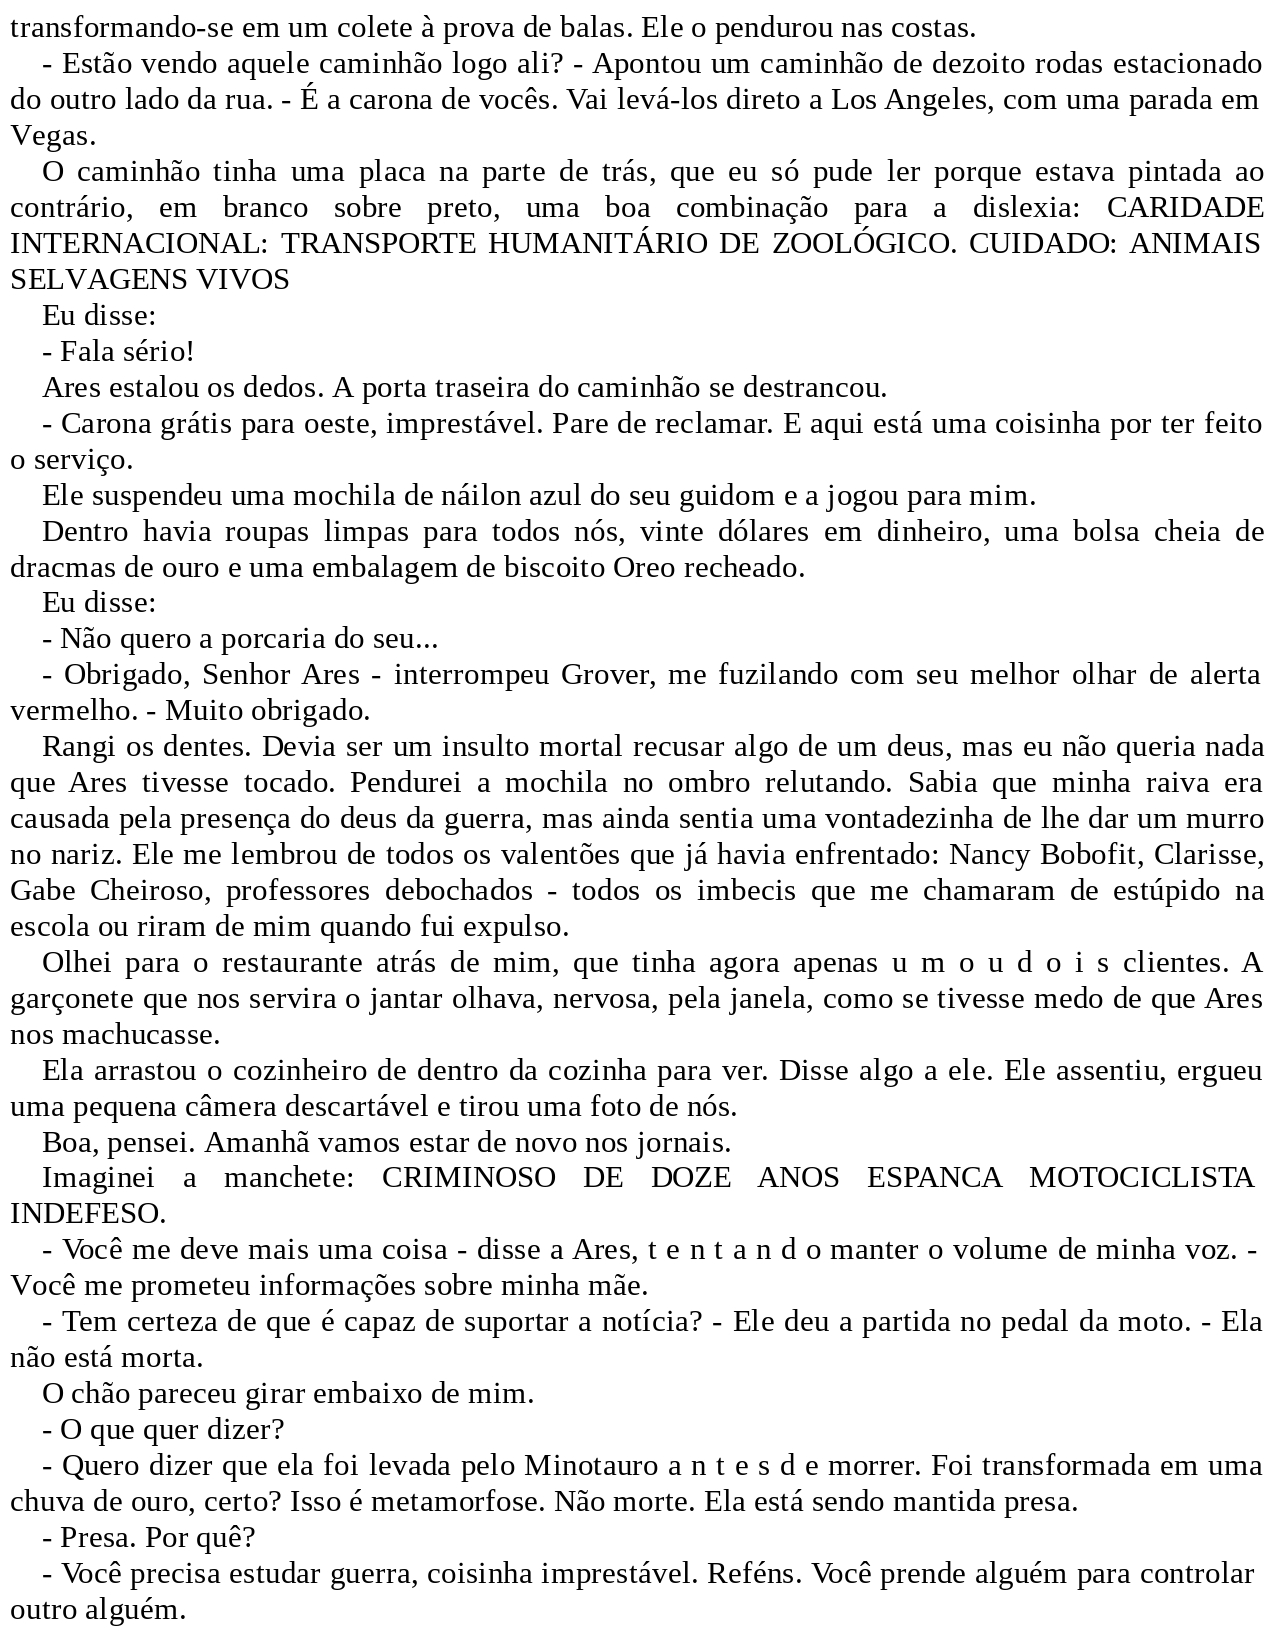 transformando-se em um colete à prova de balas. Ele o pendurou nas costas.
- Estão vendo aquele caminhão logo ali? - Apontou um caminhão de dezoito rodas estacionado
do outro lado da rua. - É a carona de vocês. Vai levá-los direto a Los Angeles, com uma parada em
Vegas.
O caminhão tinha uma placa na parte de trás, que eu só pude ler porque estava pintada ao
contrário, em branco sobre preto, uma boa combinação para a dislexia: CARIDADE
INTERNACIONAL: TRANSPORTE HUMANITÁRIO DE ZOOLÓGICO. CUIDADO: ANIMAIS
SELVAGENS VIVOS
Eu disse:
- Fala sério!
Ares estalou os dedos. A porta traseira do caminhão se destrancou.
- Carona grátis para oeste, imprestável. Pare de reclamar. E aqui está uma coisinha por ter feito
o serviço.
Ele suspendeu uma mochila de náilon azul do seu guidom e a jogou para mim.
Dentro havia roupas limpas para todos nós, vinte dólares em dinheiro, uma bolsa cheia de
dracmas de ouro e uma embalagem de biscoito Oreo recheado.
Eu disse:
- Não quero a porcaria do seu...
- Obrigado, Senhor Ares - interrompeu Grover, me fuzilando com seu melhor olhar de alerta
vermelho. - Muito obrigado.
Rangi os dentes. Devia ser um insulto mortal recusar algo de um deus, mas eu não queria nada
que Ares tivesse tocado. Pendurei a mochila no ombro relutando. Sabia que minha raiva era
causada pela presença do deus da guerra, mas ainda sentia uma vontadezinha de lhe dar um murro
no nariz. Ele me lembrou de todos os valentões que já havia enfrentado: Nancy Bobofit, Clarisse,
Gabe Cheiroso, professores debochados - todos os imbecis que me chamaram de estúpido na
escola ou riram de mim quando fui expulso.
Olhei para o restaurante atrás de mim, que tinha agora apenas u m o u d o i s clientes. A
garçonete que nos servira o jantar olhava, nervosa, pela janela, como se tivesse medo de que Ares
nos machucasse.
Ela arrastou o cozinheiro de dentro da cozinha para ver. Disse algo a ele. Ele assentiu, ergueu
uma pequena câmera descartável e tirou uma foto de nós.
Boa, pensei. Amanhã vamos estar de novo nos jornais.
Imaginei a manchete: CRIMINOSO DE DOZE ANOS ESPANCA MOTOCICLISTA
INDEFESO.
- Você me deve mais uma coisa - disse a Ares, t e n t a n d o manter o volume de minha voz. -
Você me prometeu informações sobre minha mãe.
- Tem certeza de que é capaz de suportar a notícia? - Ele deu a partida no pedal da moto. - Ela
não está morta.
O chão pareceu girar embaixo de mim.
- O que quer dizer?
- Quero dizer que ela foi levada pelo Minotauro a n t e s d e morrer. Foi transformada em uma
chuva de ouro, certo? Isso é metamorfose. Não morte. Ela está sendo mantida presa.
- Presa. Por quê?
- Você precisa estudar guerra, coisinha imprestável. Reféns. Você prende alguém para controlar
outro alguém.